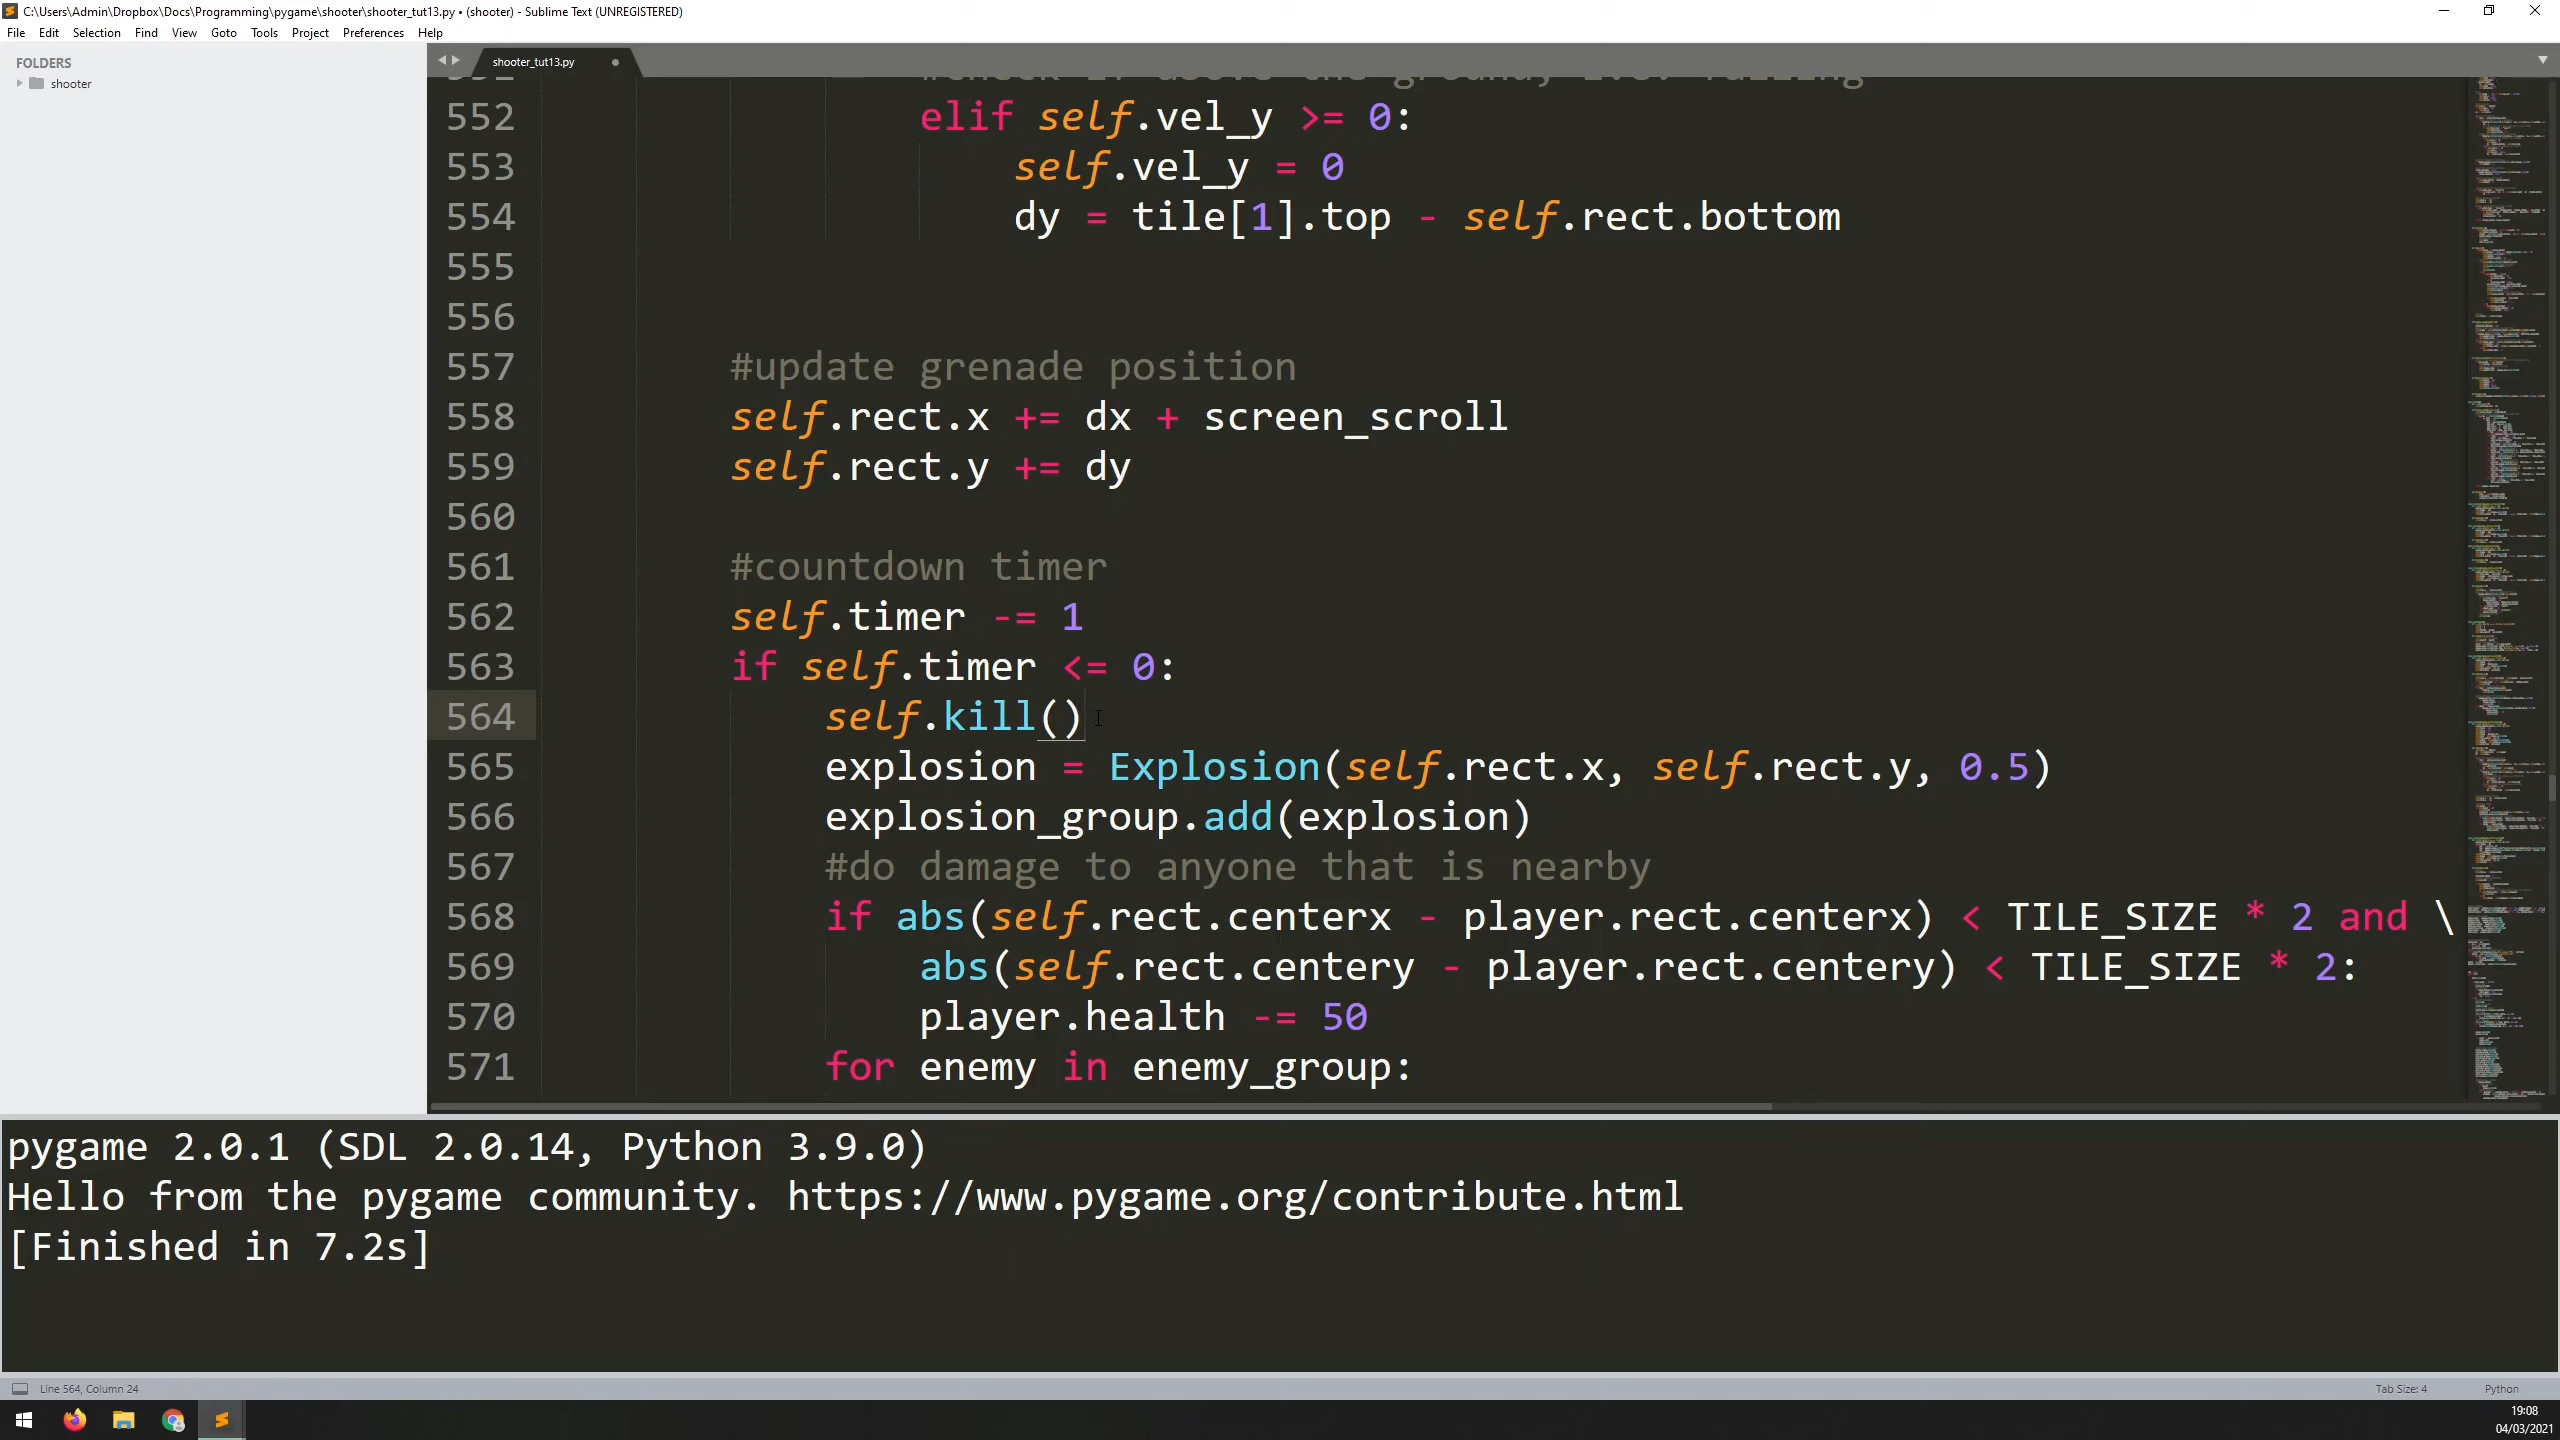 C:\Users\Admin\Dropbox\Docs\Programming\pygame\shooter\shooter_tut13.py • (shooter) - Sublime Text (UNREGISTERED)
File Edit Selection Find View Goto Tools Project Preferences Help
FOLDERS
shooter
shooter_tut13.py
552 elif self.vel_y >= 0:
553 self.vel_y = 0
554 dy = tile[1].top - self.rect.bottom
555
556
557 #update grenade position
558 self.rect.x += dx + screen_scroll
559 self.rect.y += dy
560
561 #countdown timer
562 self.timer -= 1
563 if self.timer <= 0:
564 self.kill()
565 explosion = Explosion(self.rect.x, self.rect.y, 0.5)
566 explosion_group.add(explosion)
567 #do damage to anyone that is nearby
568 if abs(self.rect.centerx - player.rect.centerx) < TILE_SIZE * 2 and \
569 abs(self.rect.centery - player.rect.centery) < TILE_SIZE * 2:
570 player.health -= 50
571 for enemy in enemy_group:
pygame 2.0.1 (SDL 2.0.14, Python 3.9.0)
Hello from the pygame community. https://www.pygame.org/contribute.html
[Finished in 7.2s]
Line 564, Column 24
Tab Size: 4 Python
19:08
04/03/2021